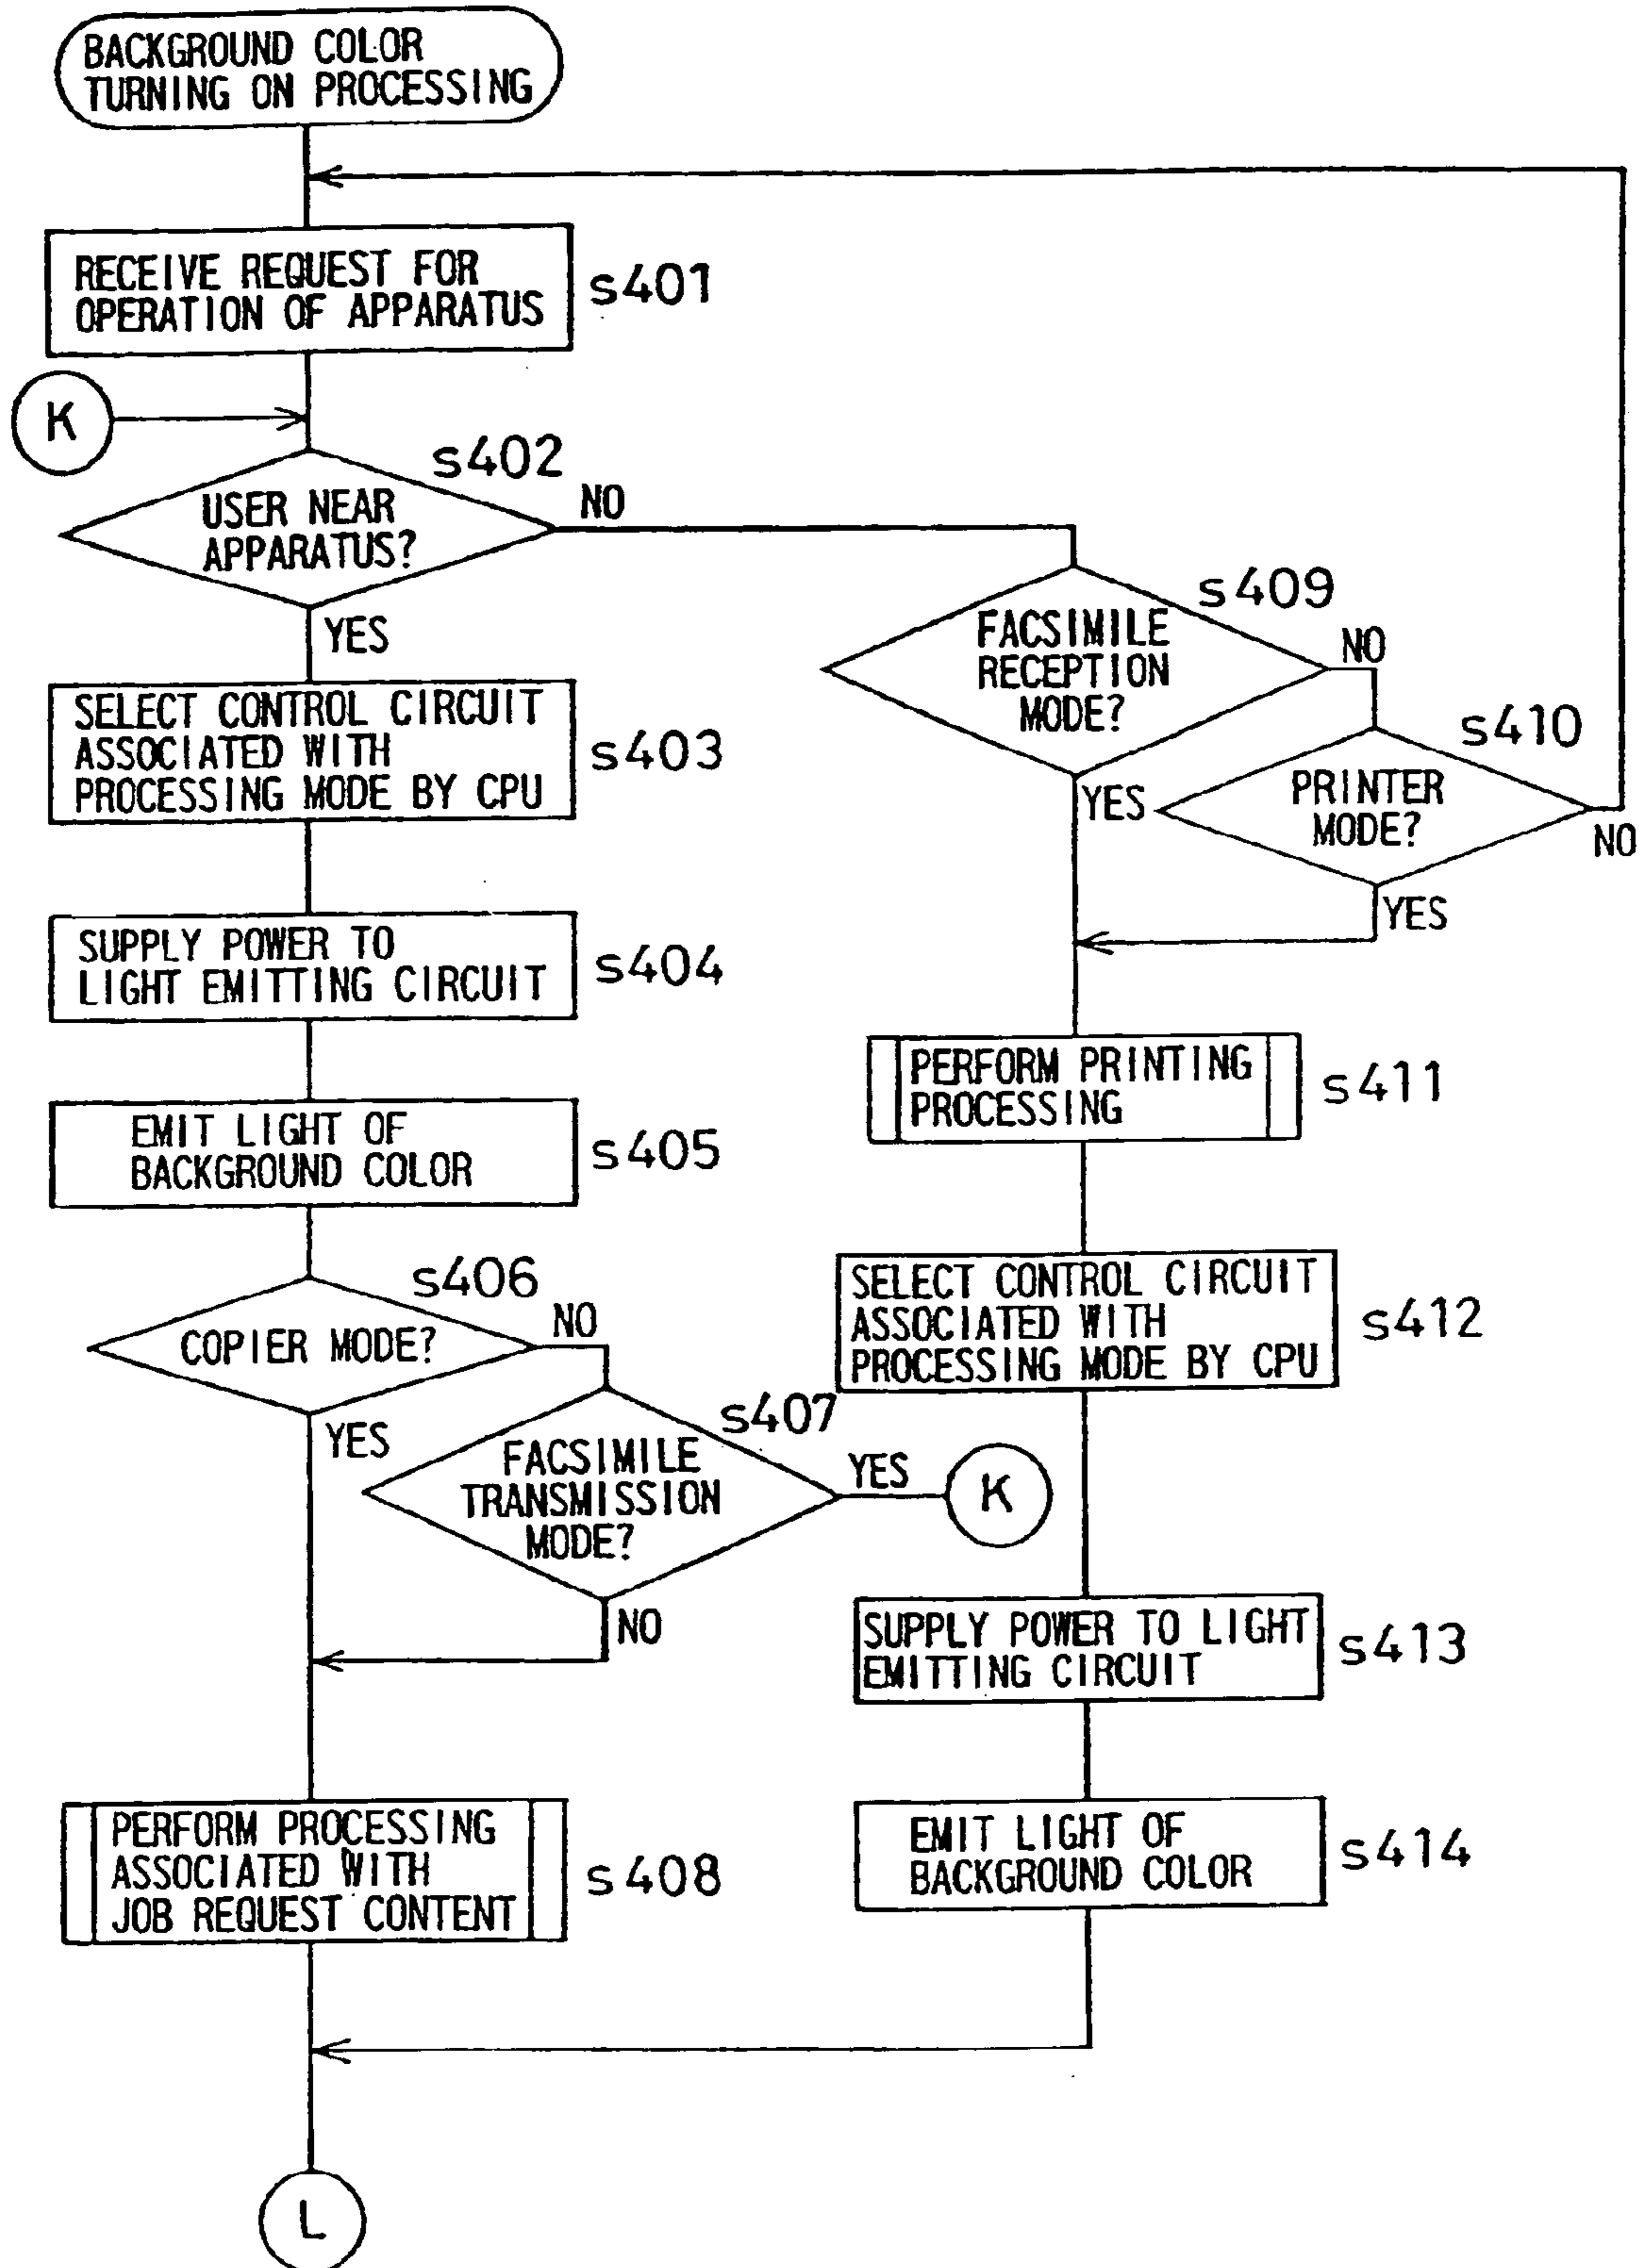 BACKGROUND COLOR
TURNING ON PROCESSING
RECEIVE REQUEST FOR
OPERATION OF APPARATUS
s401
K
s402
USER NEAR
APPARATUS?
NO
YES
SELECT CONTROL CIRCUIT
ASSOCIATED WITH
PROCESSING MODE BY CPU
s403
SUPPLY POWER TO
LIGHT EMITTING CIRCUIT
s404
EMIT LIGHT OF
BACKGROUND COLOR
s405
s406
COPIER MODE?
NO
YES
s407
FACSIMILE
TRANSMISSION
MODE?
YES
K
NO
PERFORM PROCESSING
ASSOCIATED WITH
JOB REQUEST CONTENT
s408
s409
FACSIMILE
RECEPTION
MODE?
NO
YES
s410
PRINTER
MODE?
NO
YES
PERFORM PRINTING
PROCESSING
s411
SELECT CONTROL CIRCUIT
ASSOCIATED WITH
PROCESSING MODE BY CPU
s412
SUPPLY POWER TO LIGHT
EMITTING CIRCUIT
s413
EMIT LIGHT OF
BACKGROUND COLOR
s414
L